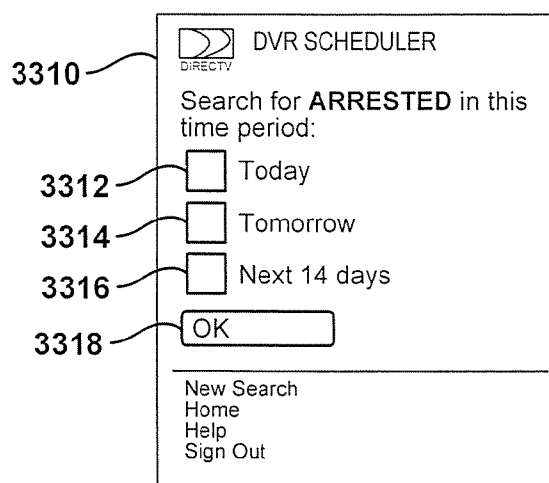 DVR SCHEDULER
3310
DIRECTV
Search for ARRESTED in this
time period:
3312
Today
3314
Tomorrow
3316
Next 14 days
3318
OK
New Search
Home
Help
Sign Out